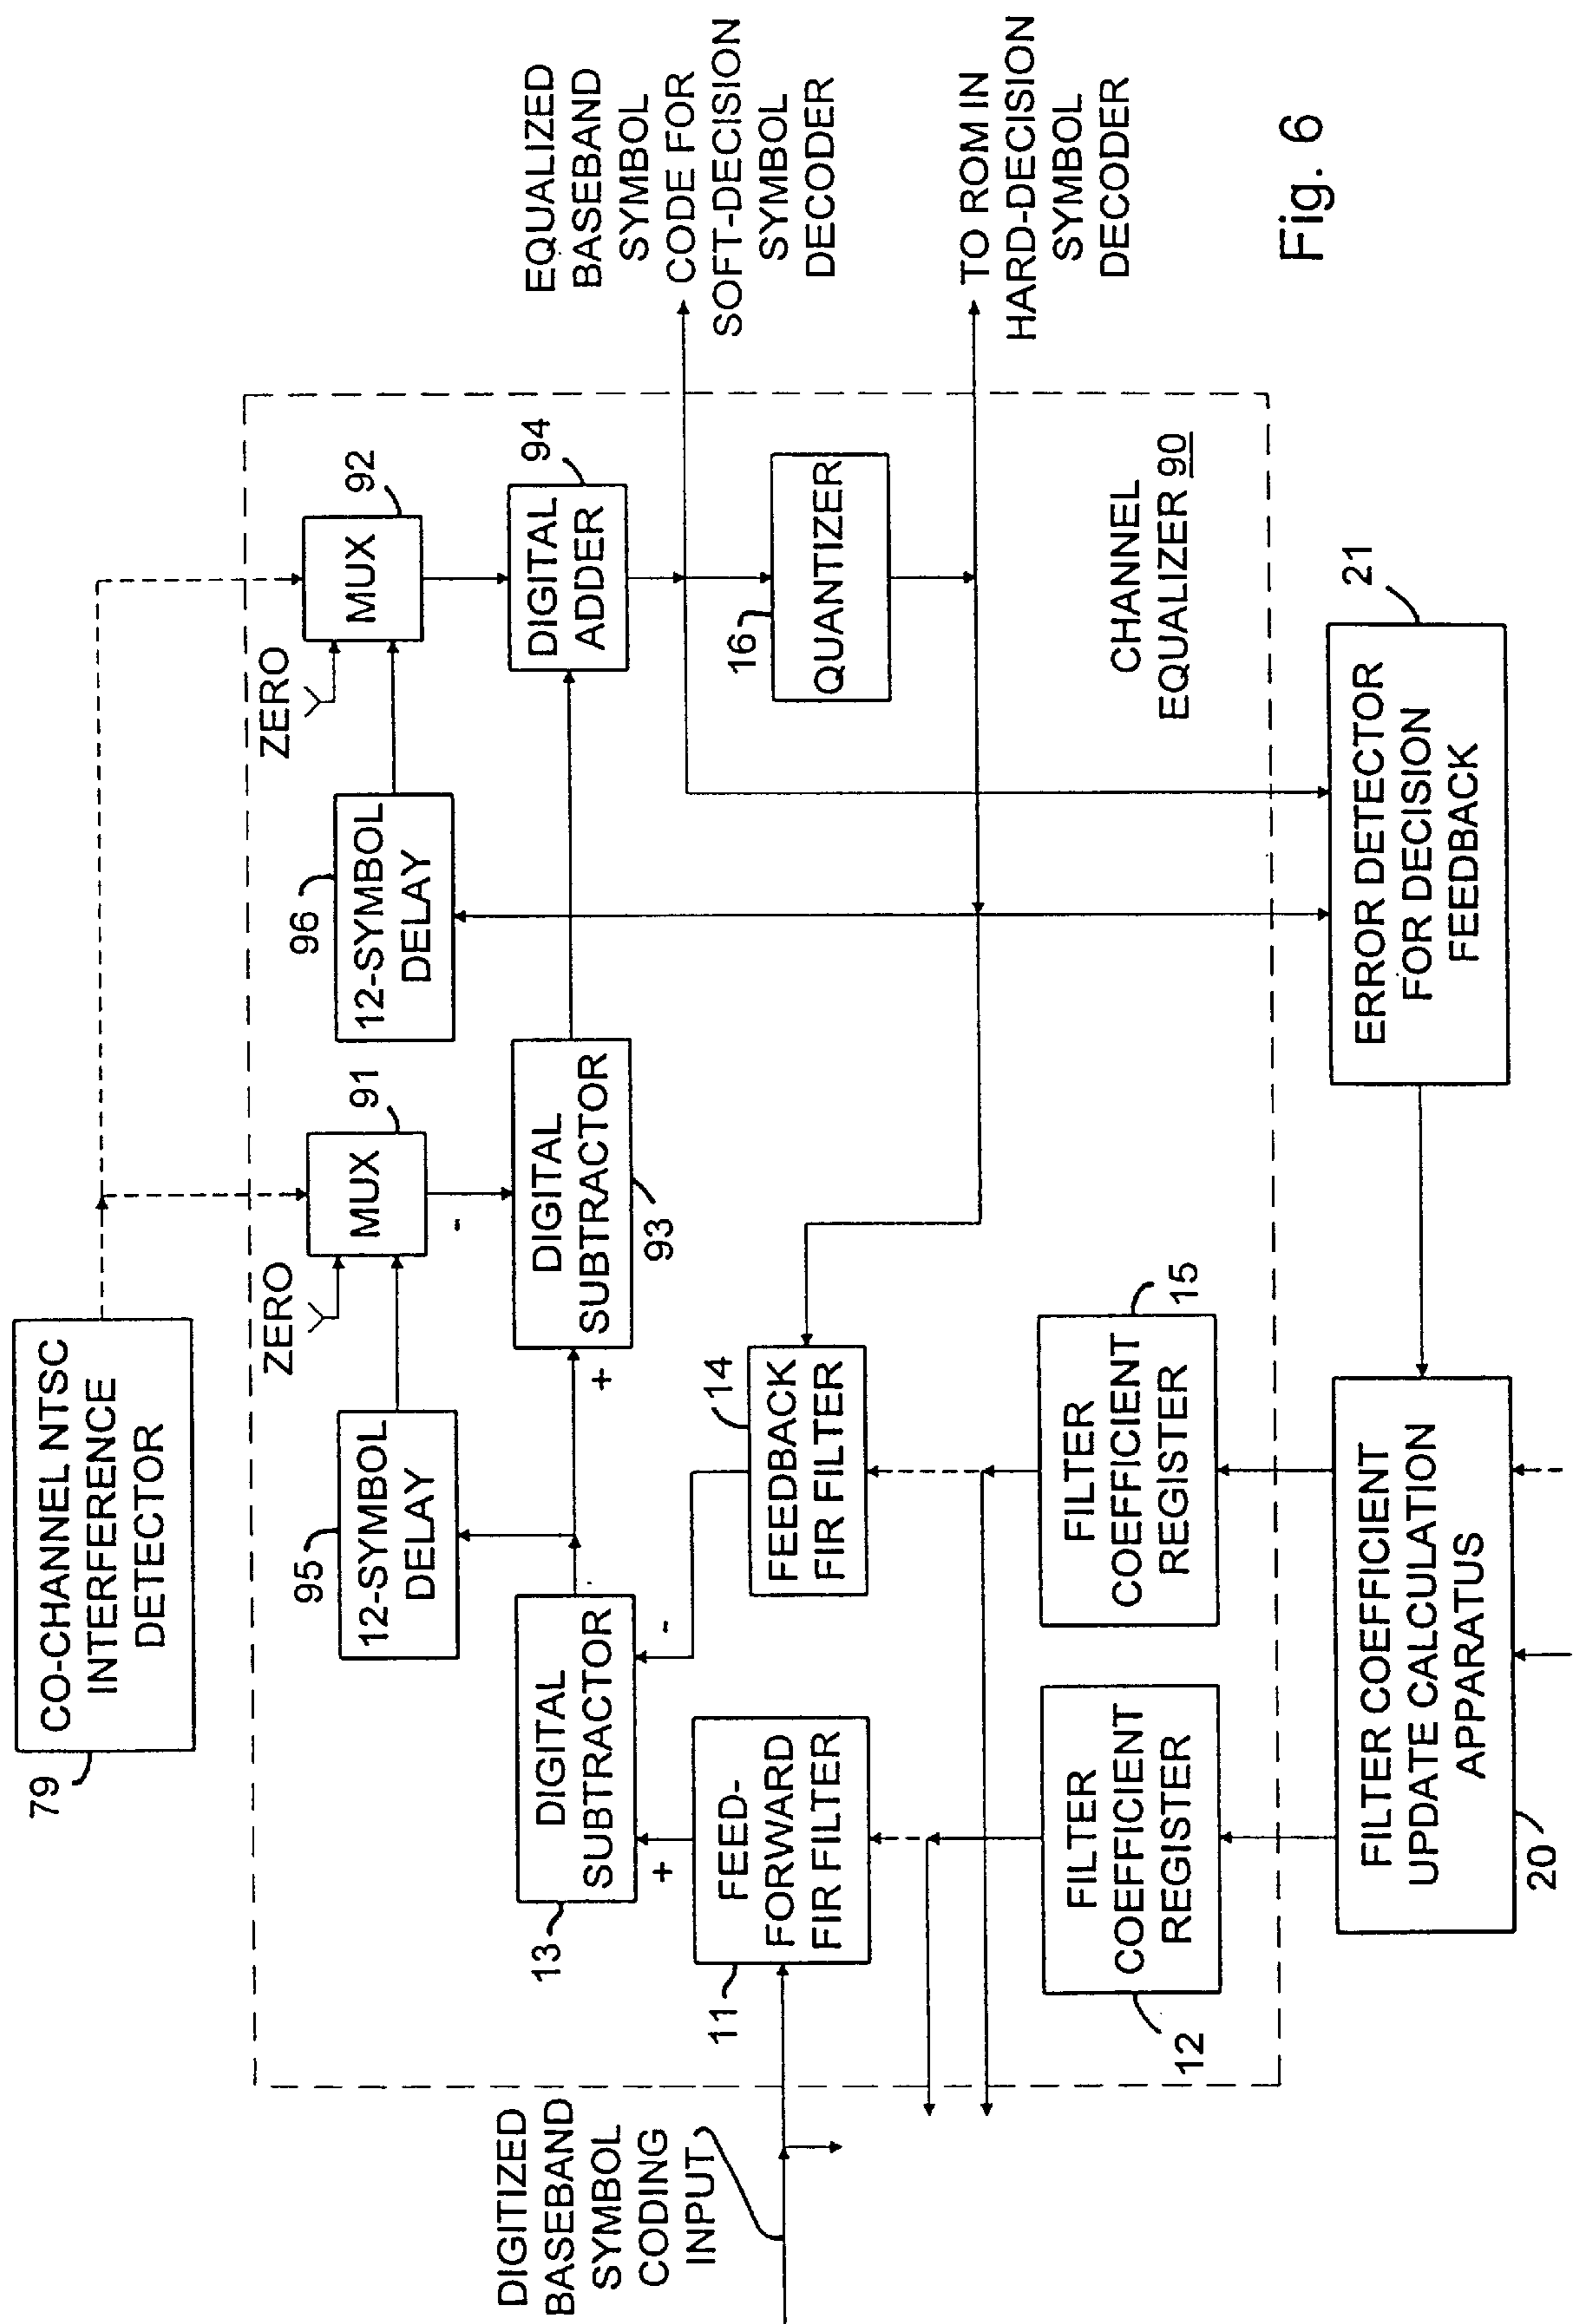 CO-CHANNEL NTSC
INTERFERENCE
DETECTOR
79
ZERO
MUX
91
ZERO
MUX
92
95
12-SYMBOL
DELAY
96
12-SYMBOL
DELAY
-
13
DIGITAL
SUBTRACTOR
DIGITAL
SUBTRACTOR
93
DIGITAL
ADDER
94
+
-
+
EQUALIZED
BASEBAND
SYMBOL
CODE FOR
SOFT-DECISION
SYMBOL
DECODER
DIGITIZED
BASEBAND
SYMBOL
CODING
INPUT
11
FEED-
FORWARD
FIR FILTER
14
FEEDBACK
FIR FILTER
16
QUANTIZER
TO ROM IN
HARD-DECISION
SYMBOL
DECODER
12
FILTER
COEFFICIENT
REGISTER
FILTER
COEFFICIENT
REGISTER
15
CHANNEL
EQUALIZER 90
20
FILTER COEFFICIENT
UPDATE CALCULATION
APPARATUS
ERROR DETECTOR
FOR DECISION
FEEDBACK
21
Fig. 6